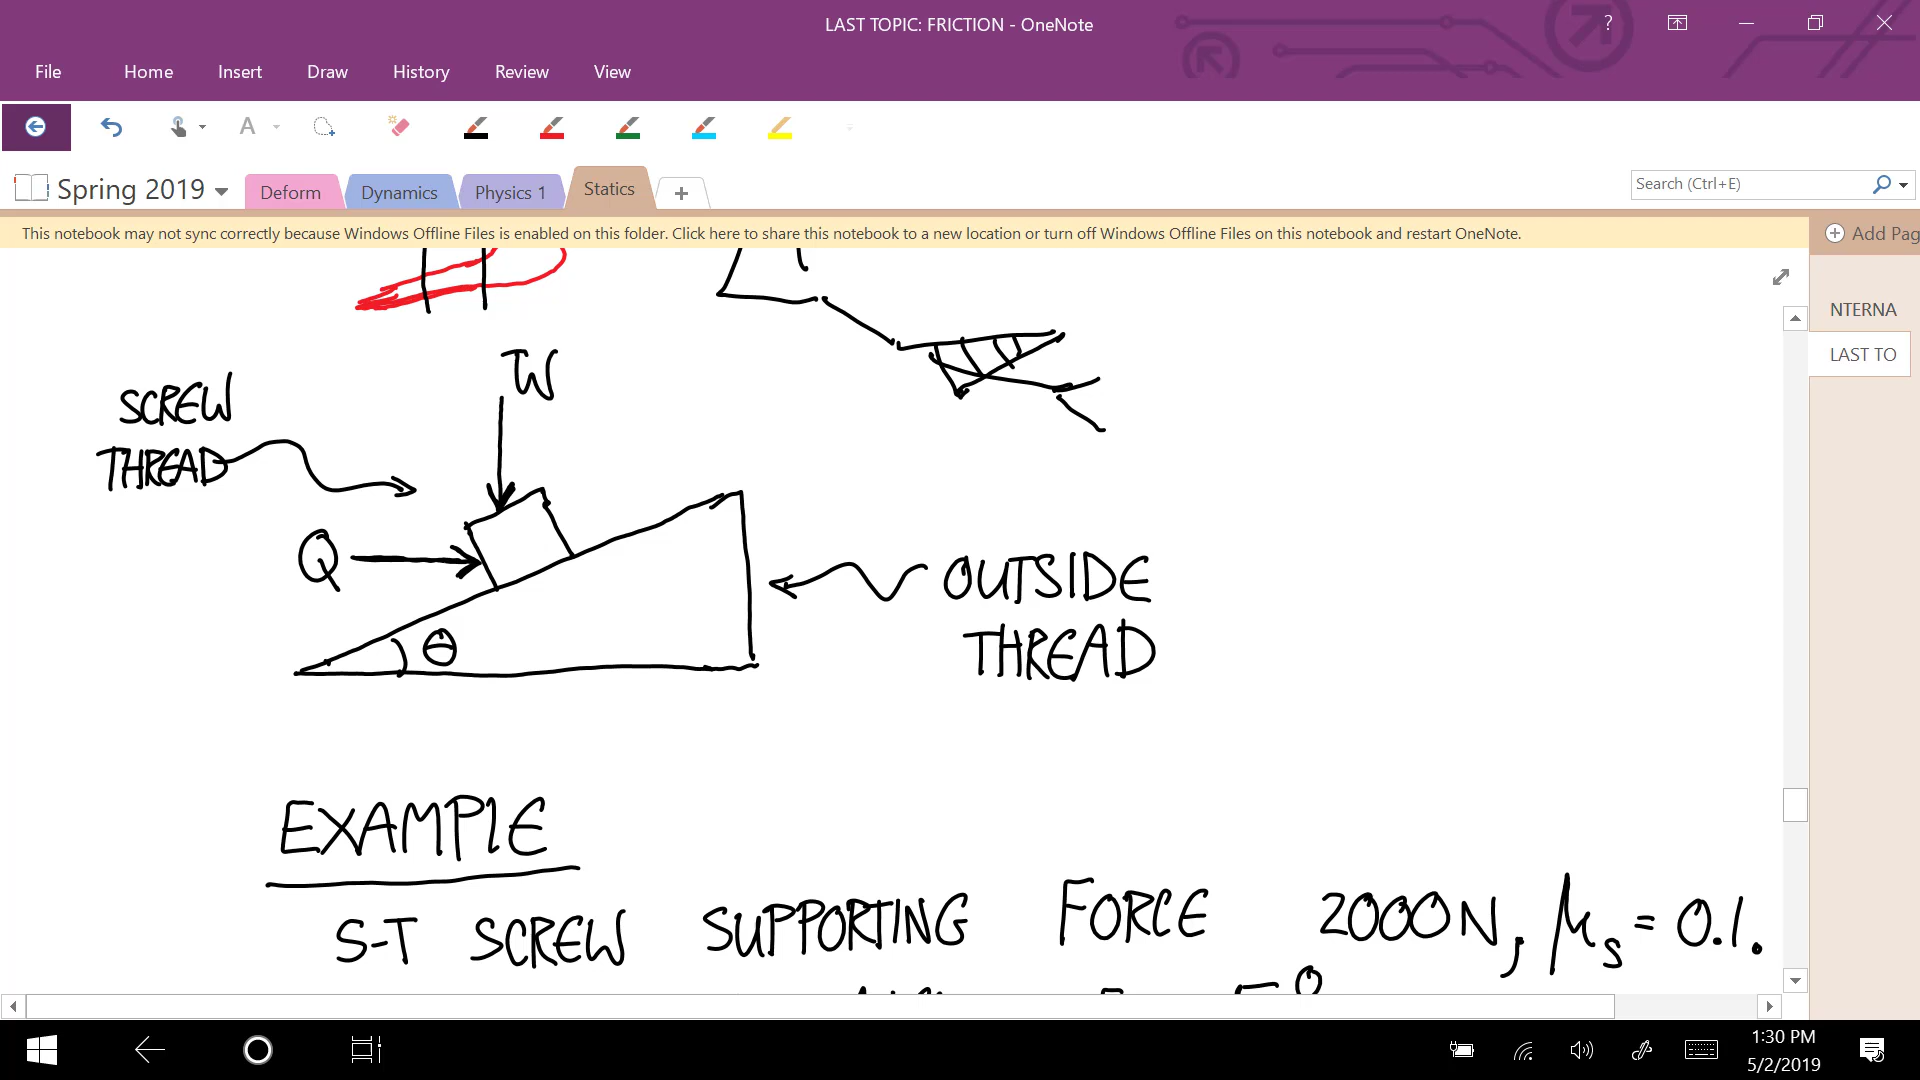 LAST TOPIC: FRICTION - OneNote
?
File Home Insert Draw History Review View
A
Spring 2019
Deform
Dynamics
Physics 1
Statics
+
Search (Ctrl+E)
This notebook may not sync correctly because Windows Offline Files is enabled on this folder. Click here to share this notebook to a new location or turn off Windows Offline Files on this notebook and restart OneNote.
Add Pag
NTERNA
LAST TO
W
SCREW
THREAD
Q
θ
OUTSIDE
THREAD
EXAMPLE
S-T SCREW SUPPORTING FORCE 2000N, μs = 0.1.
1:30 PM
5/2/2019